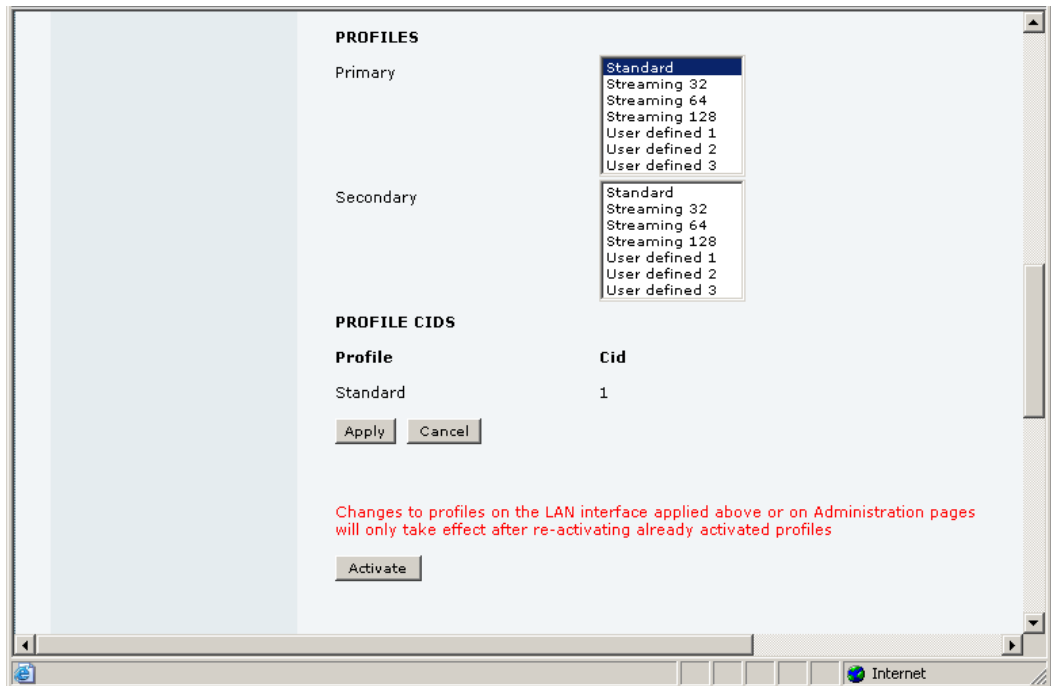 PROFILES
Primary
Standard
Streaming 32
Streaming 64
Streaming 128
User defined 1
User defined 2
User defined 3
Secondary
Standard
Streaming 32
Streaming 64
Streaming 128
User defined 1
User defined 2
User defined 3
PROFILE CIDS
Profile Cid
Standard 1
Apply Cancel
Changes to profiles on the LAN interface applied above or on Administration pages
will only take effect after re-activating already activated profiles
Activate
Internet